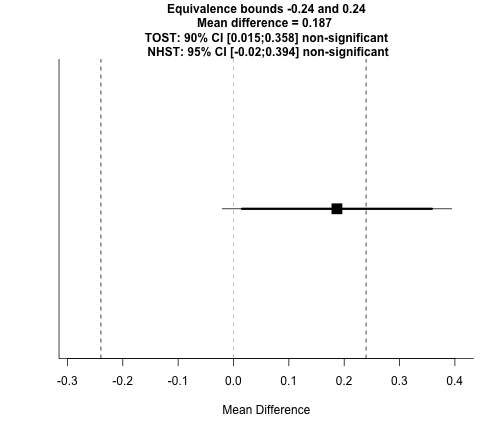 Equivalence bounds -0.24 and 0.24
Mean difference = 0.187
TOST: 90% CI [0.015;0.358] non-significant
NHST: 95% CI [-0.02;0.394] non-significant
-0.3 -0.2 -0.1 0.0 0.1 0.2 0.3 0.4
Mean Difference